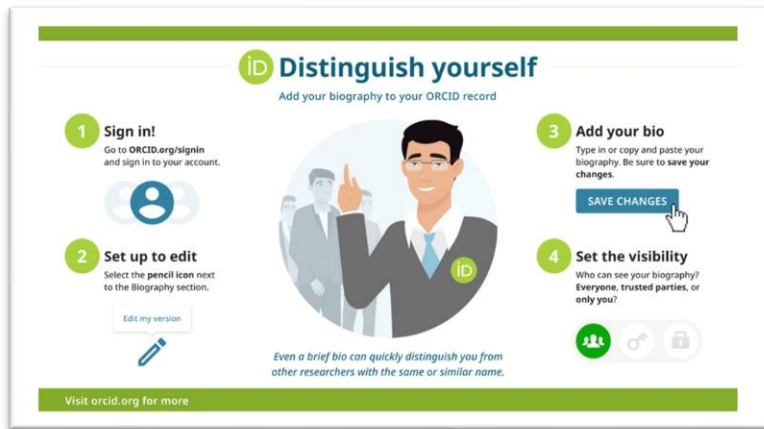 iD Distinguish yourself
Add your biography to your ORCID record
1 Sign in!
Go to ORCID.org/signin
and sign in to your account.
2 Set up to edit
Select the pencil icon next
to the Biography section.
Edit my version
iD
Even a brief bio can quickly distinguish you from
other researchers with the same or similar name.
3 Add your bio
Type in or copy and paste your
biography. Be sure to save your
changes.
SAVE CHANGES
4 Set the visibility
Who can see your biography?
Everyone, trusted parties, or
only you?
Visit orcid.org for more